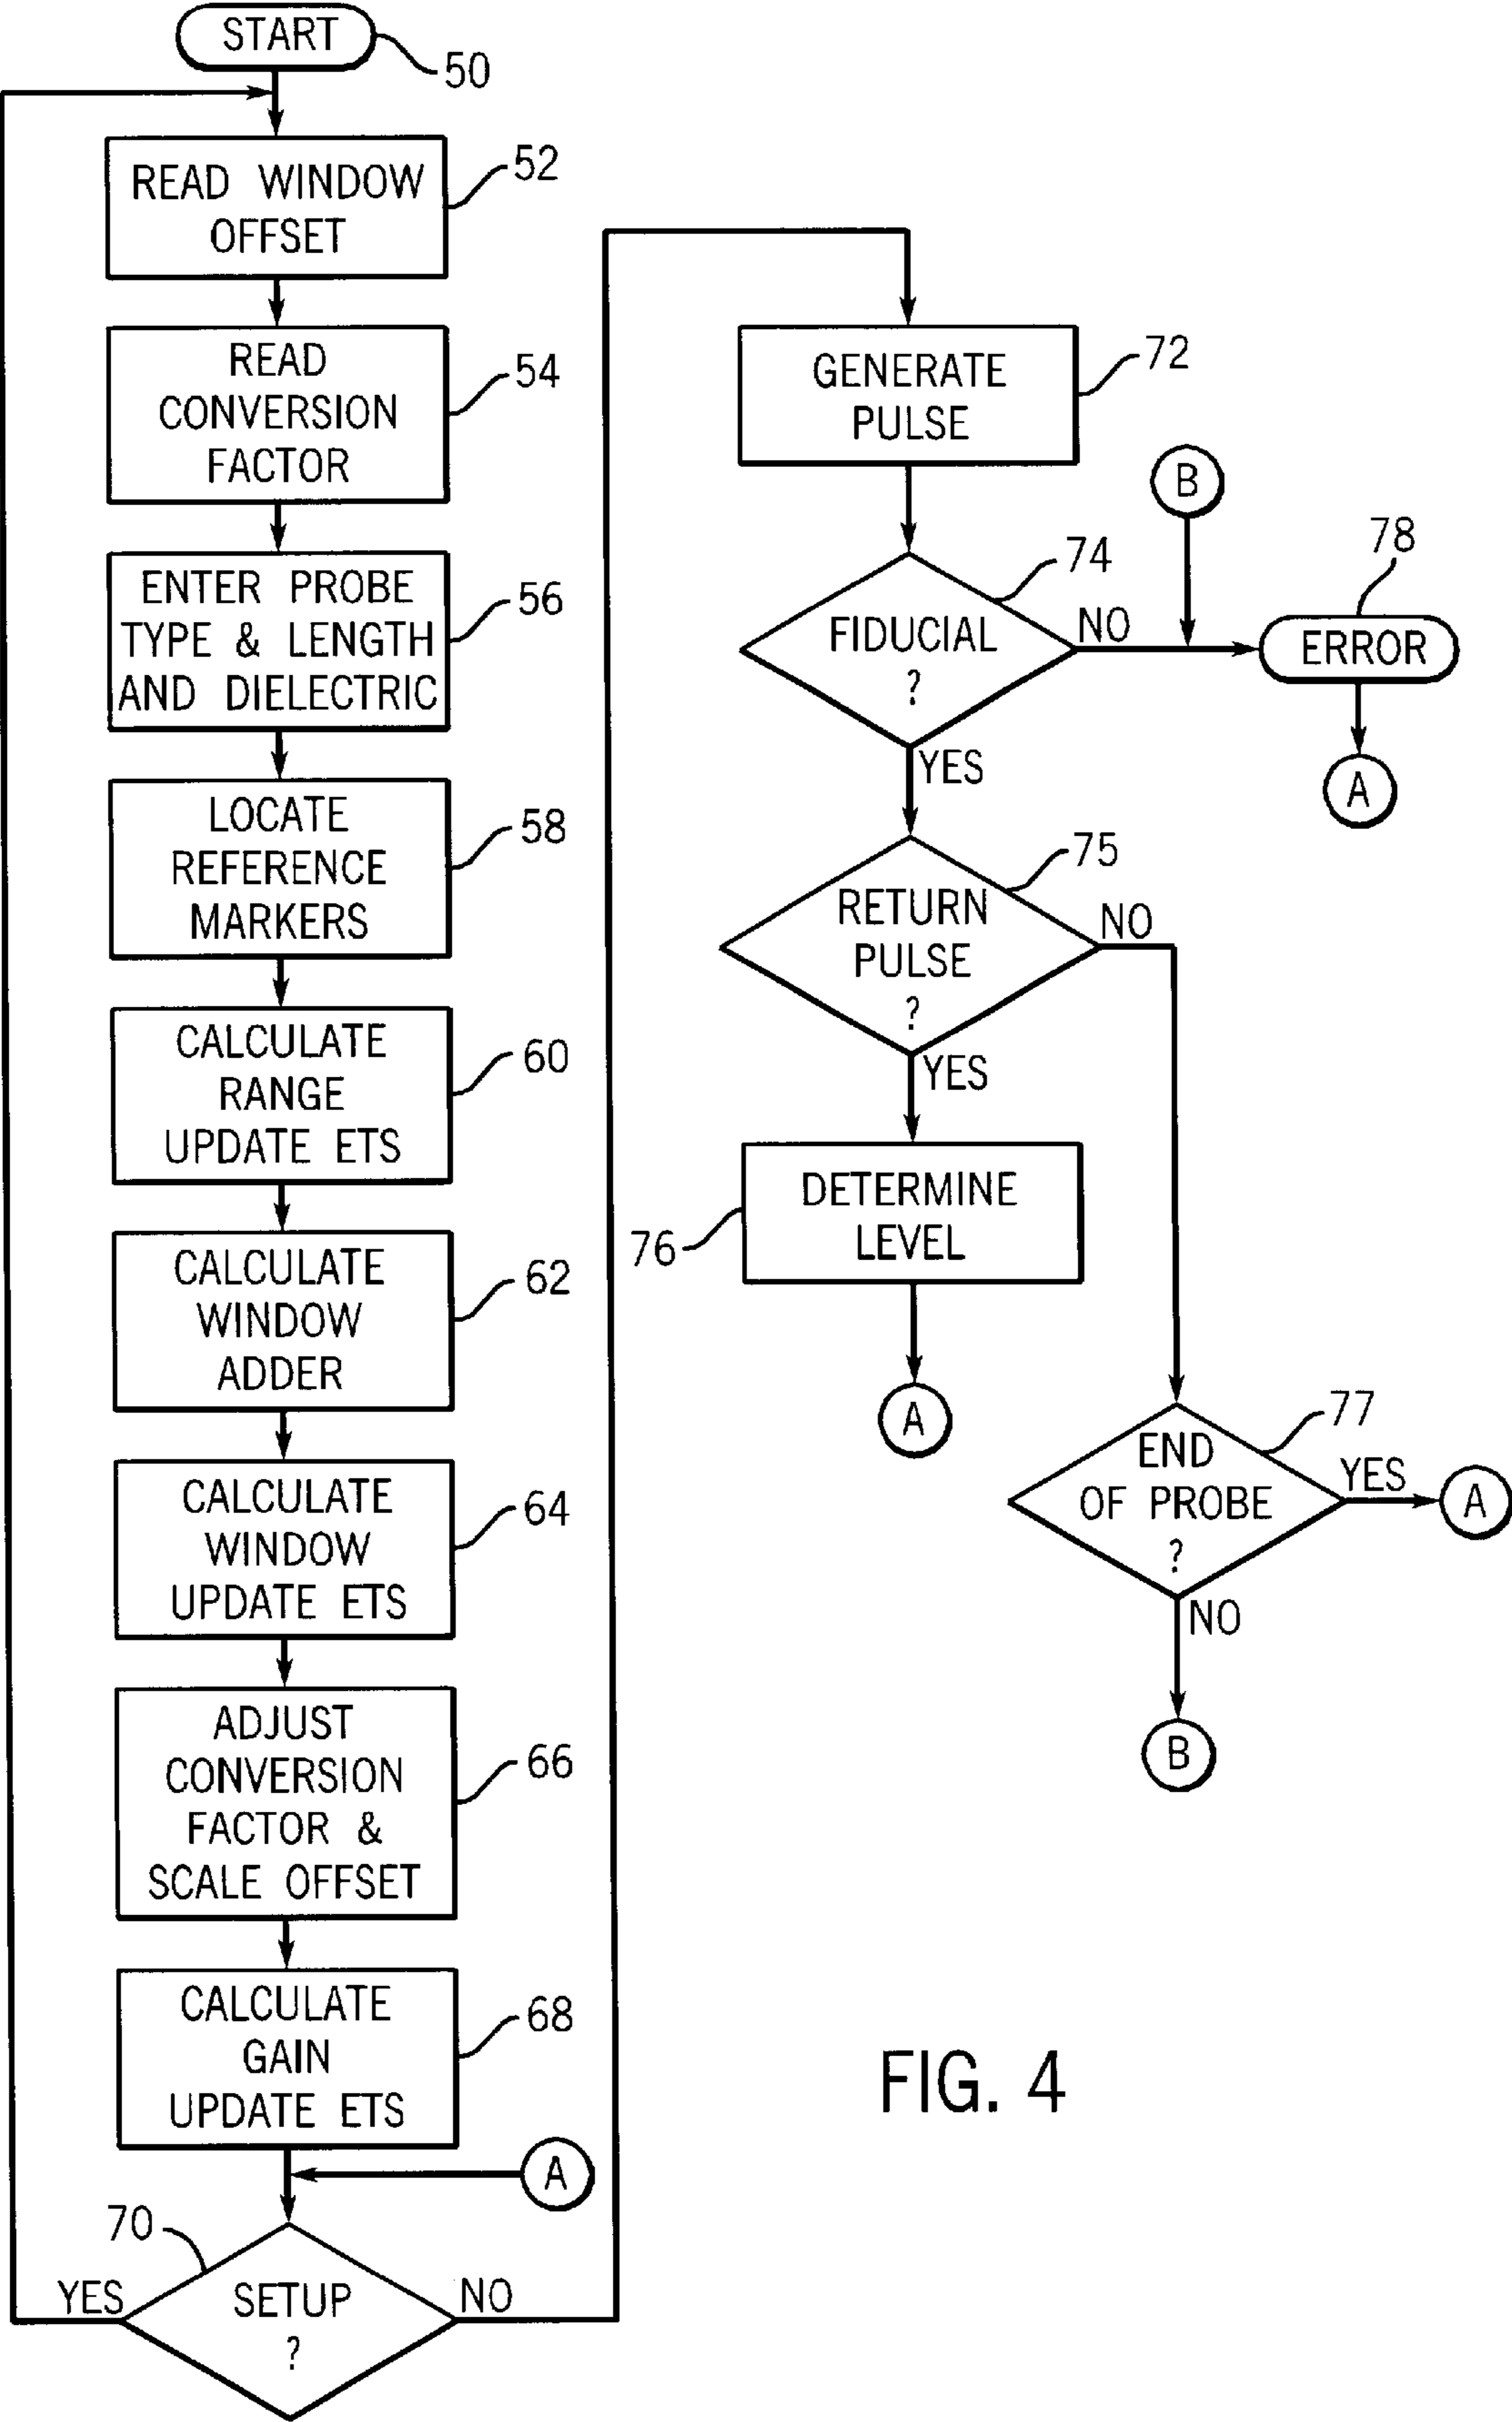 START
50
READ WINDOW
OFFSET
52
READ
CONVERSION
FACTOR
54
ENTER PROBE
TYPE & LENGTH
AND DIELECTRIC
56
LOCATE
REFERENCE
MARKERS
58
CALCULATE
RANGE
UPDATE ETS
60
CALCULATE
WINDOW
ADDER
62
CALCULATE
WINDOW
UPDATE ETS
64
ADJUST
CONVERSION
FACTOR &
SCALE OFFSET
66
CALCULATE
GAIN
UPDATE ETS
68
A
70
SETUP
?
YES
NO
GENERATE
PULSE
72
B
FIDUCIAL
?
74
NO
YES
78
ERROR
A
RETURN
PULSE
?
75
NO
YES
DETERMINE
LEVEL
76
A
END
OF PROBE
?
77
YES
A
NO
B
FIG. 4